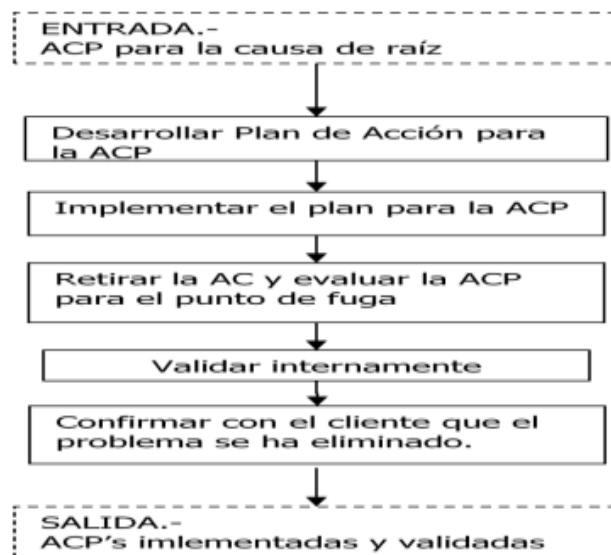 ENTRADA.-
ACP para la causa de raíz
Desarrollar Plan de Acción para
la ACP
Implementar el plan para la ACP
Retirar la AC y evaluar la ACP
para el punto de fuga
Validar internamente
Confirmar con el cliente que el
problema se ha eliminado.
SALIDA.-
ACP's imlementadas y validadas